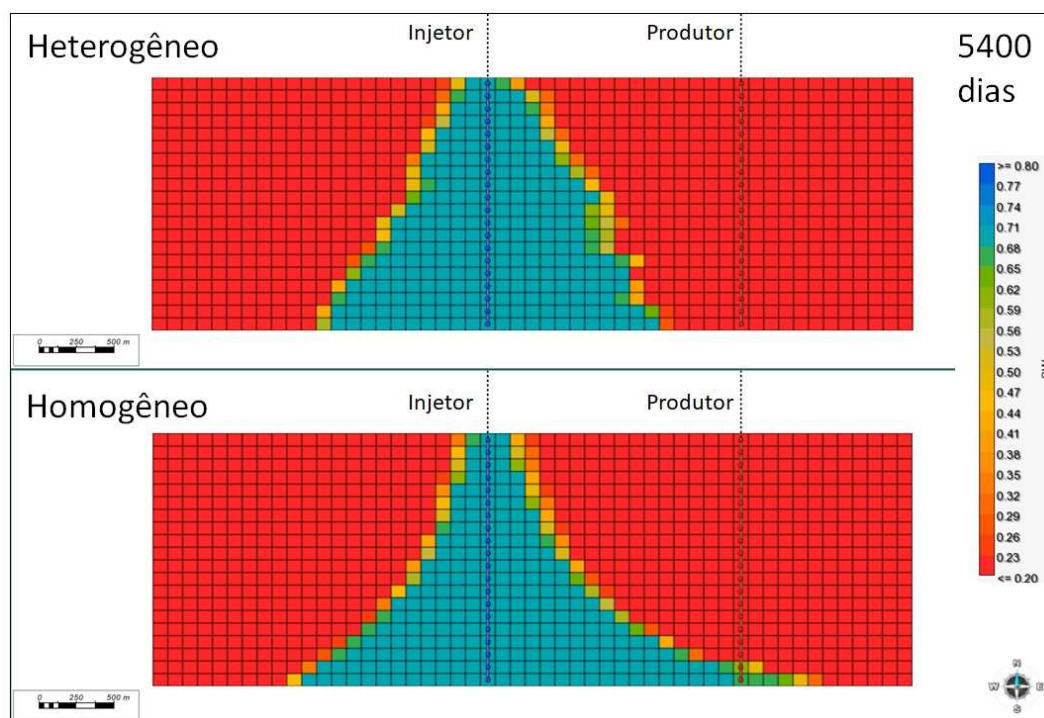 Heterogêneo
Injetor
Produtor
5400
dias
>= 0.80
0.77
0.74
0.71
0.68
0.65
0.62
0.59
0.56
0.53
0.50
0.47
0.44
0.41
0.38
0.35
0.32
0.29
0.26
0.23
<= 0.20
SW
0 250 500 m
Homogêneo
Injetor
Produtor
0 250 500 m
N
W E
S